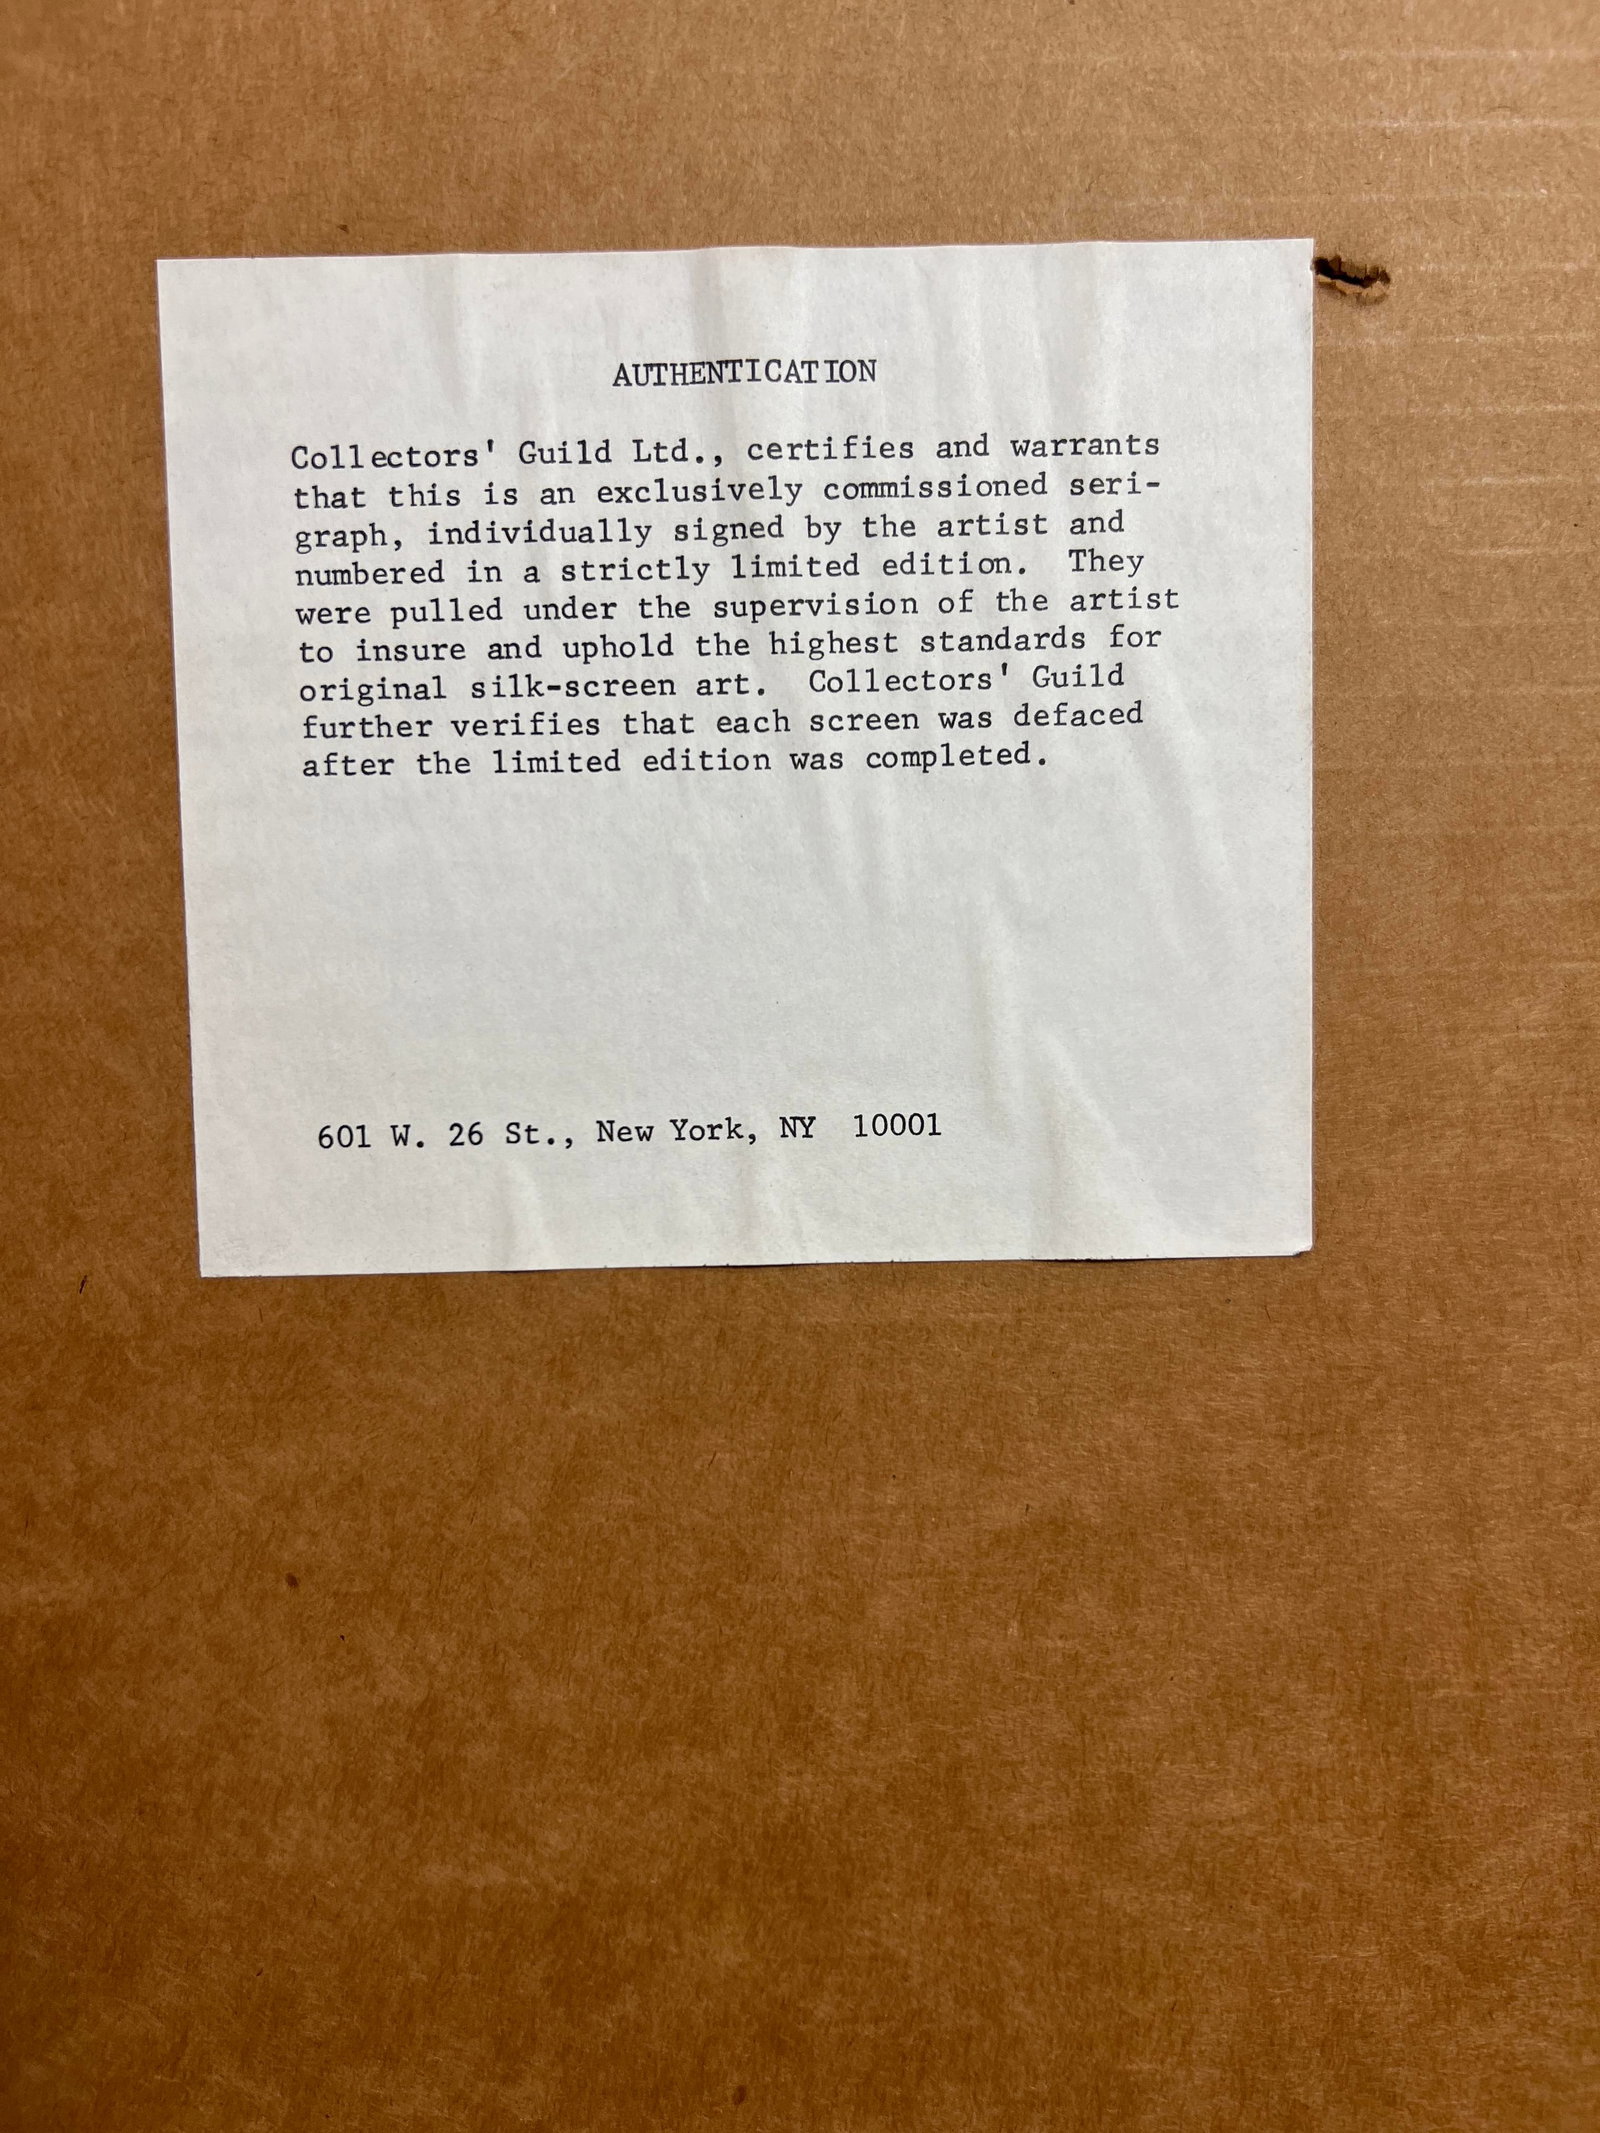 AUTHENTICATION
Collectors' Guild Ltd., certifies and warrants
that this is an exclusively commissioned seri-
graph, individually signed by the artist and
numbered in a strictly limited edition.  They
were pulled under the supervision of the artist
to insure and uphold the highest standards for
original silk-screen art.  Collectors' Guild
further verifies that each screen was defaced
after the limited edition was completed.
601 W. 26 St., New York, NY  10001